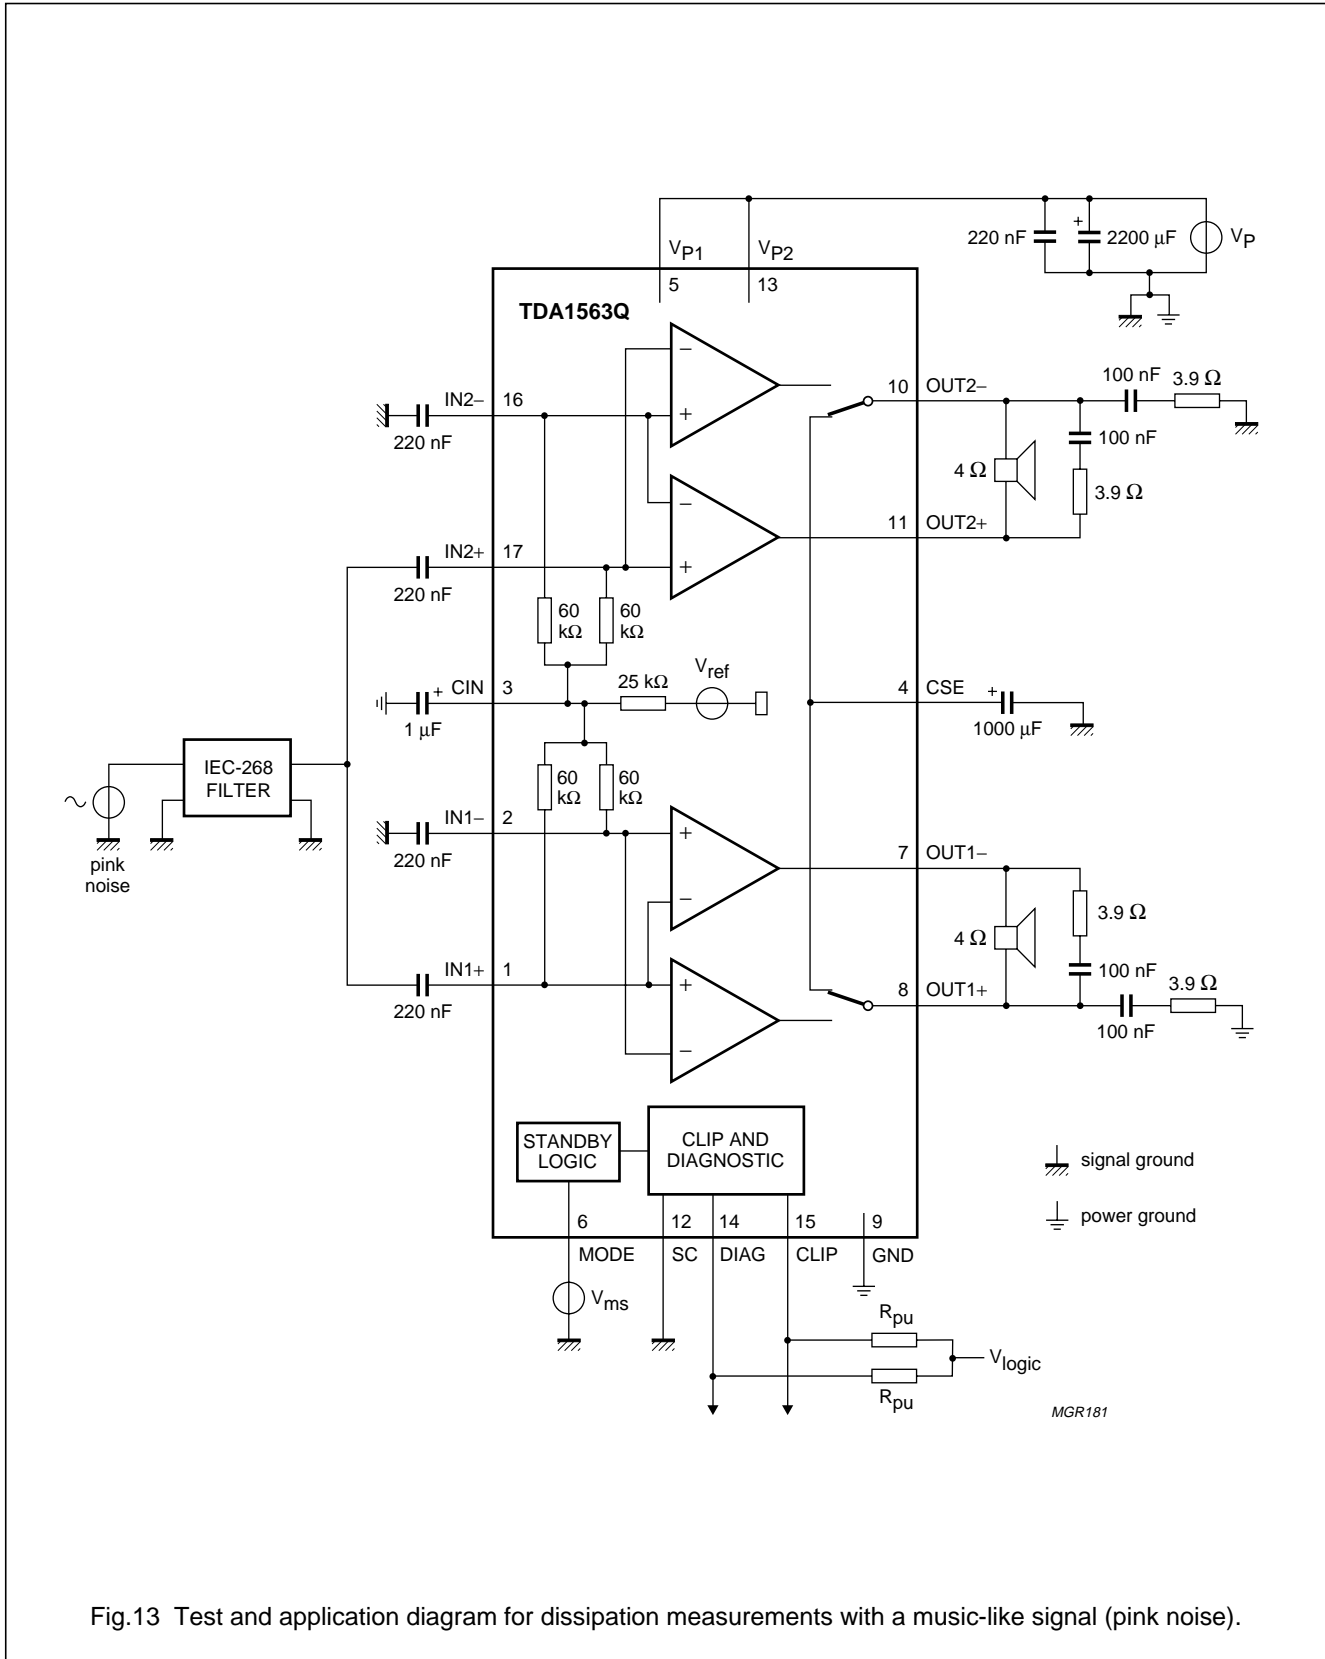 220 nF
2200 µF
VP
VP1
VP2
5
13
TDA1563Q
10
OUT2−
100 nF
3.9 Ω
IN2−
16
−
+
220 nF
100 nF
4 Ω
3.9 Ω
11
OUT2+
−
+
IN2+
17
220 nF
60 kΩ
60 kΩ
Vref
25 kΩ
CIN
3
+
1 µF
4
CSE
+
1000 µF
IEC-268
FILTER
pink
noise
60 kΩ
60 kΩ
IN1−
2
220 nF
+
−
7
OUT1−
3.9 Ω
4 Ω
100 nF
3.9 Ω
IN1+
1
220 nF
+
−
8
OUT1+
100 nF
STANDBY
LOGIC
CLIP AND
DIAGNOSTIC
signal ground
power ground
6
12
14
15
9
MODE
SC
DIAG
CLIP
GND
Vms
Rpu
Vlogic
Rpu
MGR181
Fig.13 Test and application diagram for dissipation measurements with a music-like signal (pink noise).